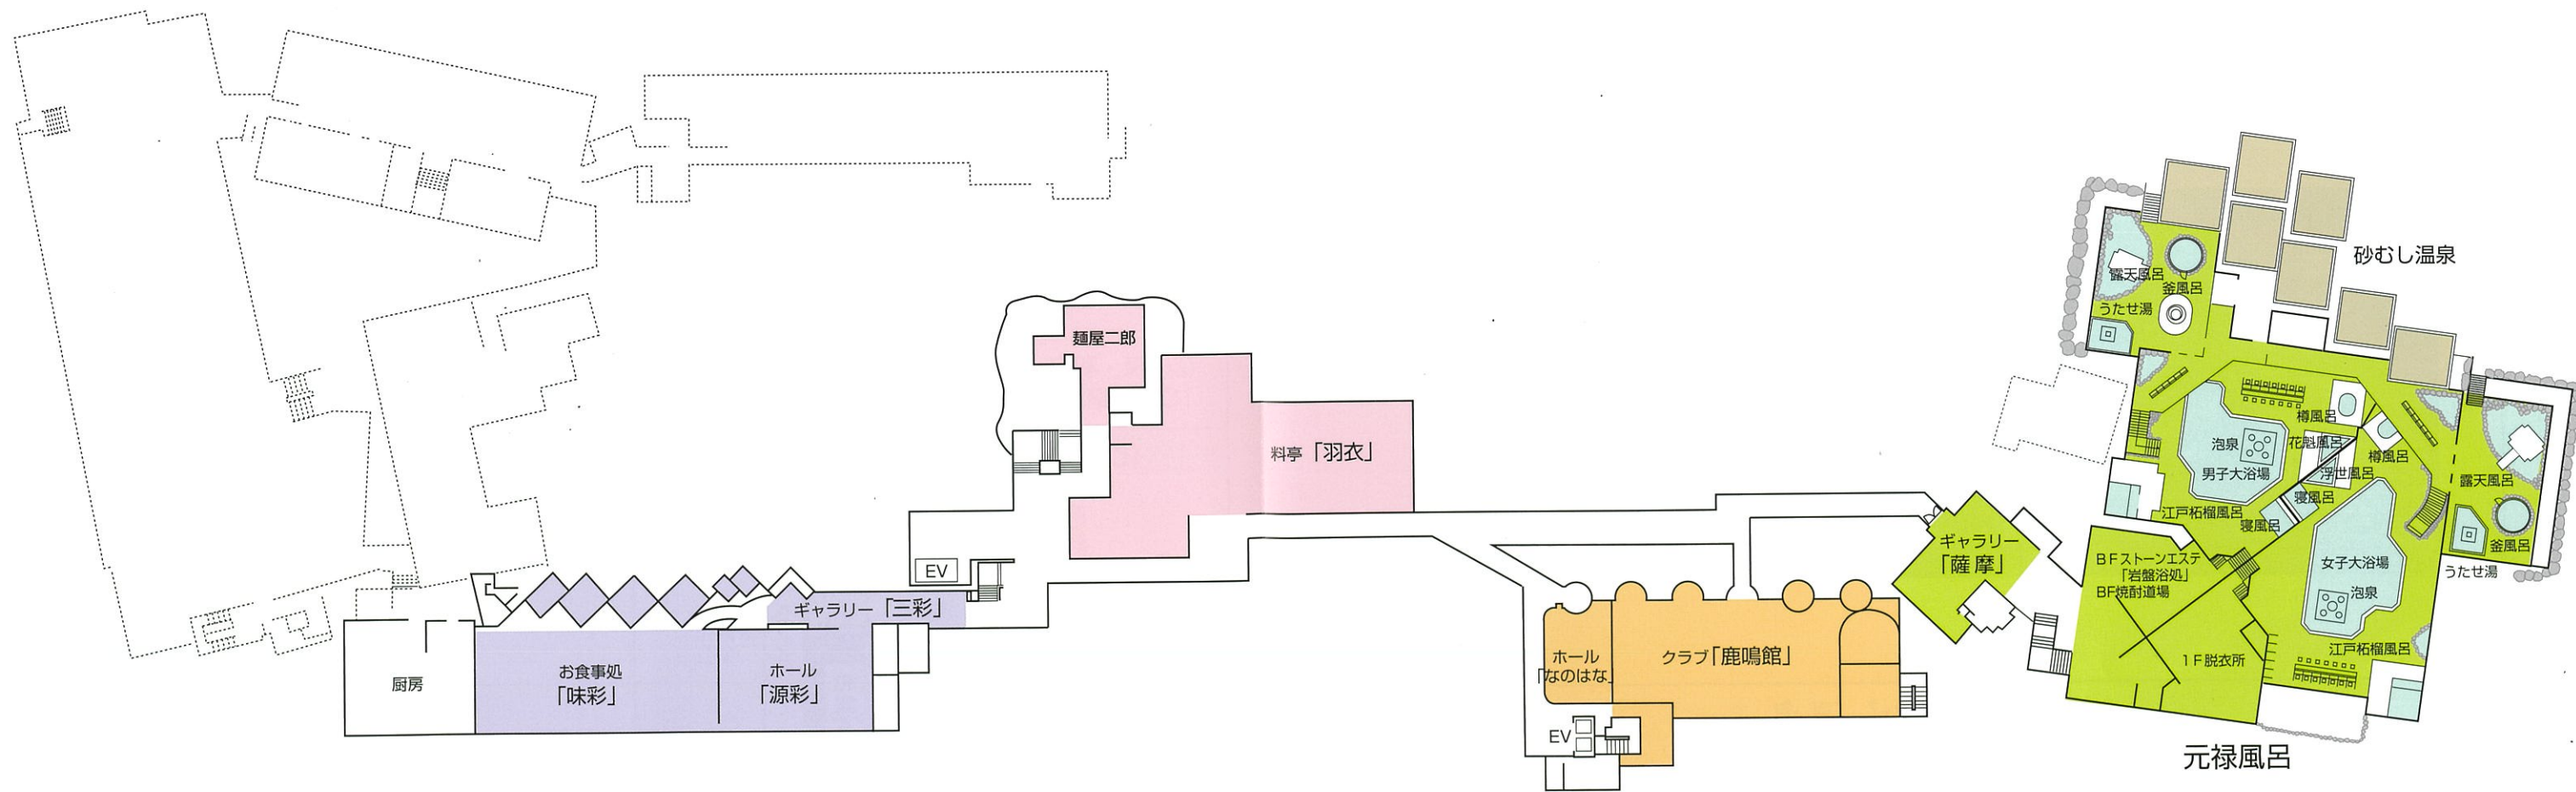 厨房
お食事処
「味彩」
ホール
「源彩」
ギャラリー「三彩」
EV
麺屋二郎
料亭「羽衣」
ホール
「なのはな」
クラブ「鹿鳴館」
EV
ギャラリー
「薩摩」
砂むし温泉
露天風呂
釜風呂
うたせ湯
樽風呂
泡泉
花魁風呂
男子大浴場
浮世風呂
樽風呂
寝風呂
江戸柘榴風呂
寝風呂
露天風呂
釜風呂
うたせ湯
BFストーンエステ
「岩盤浴処」
BF焼酎道場
女子大浴場
泡泉
江戸柘榴風呂
1F脱衣所
元禄風呂